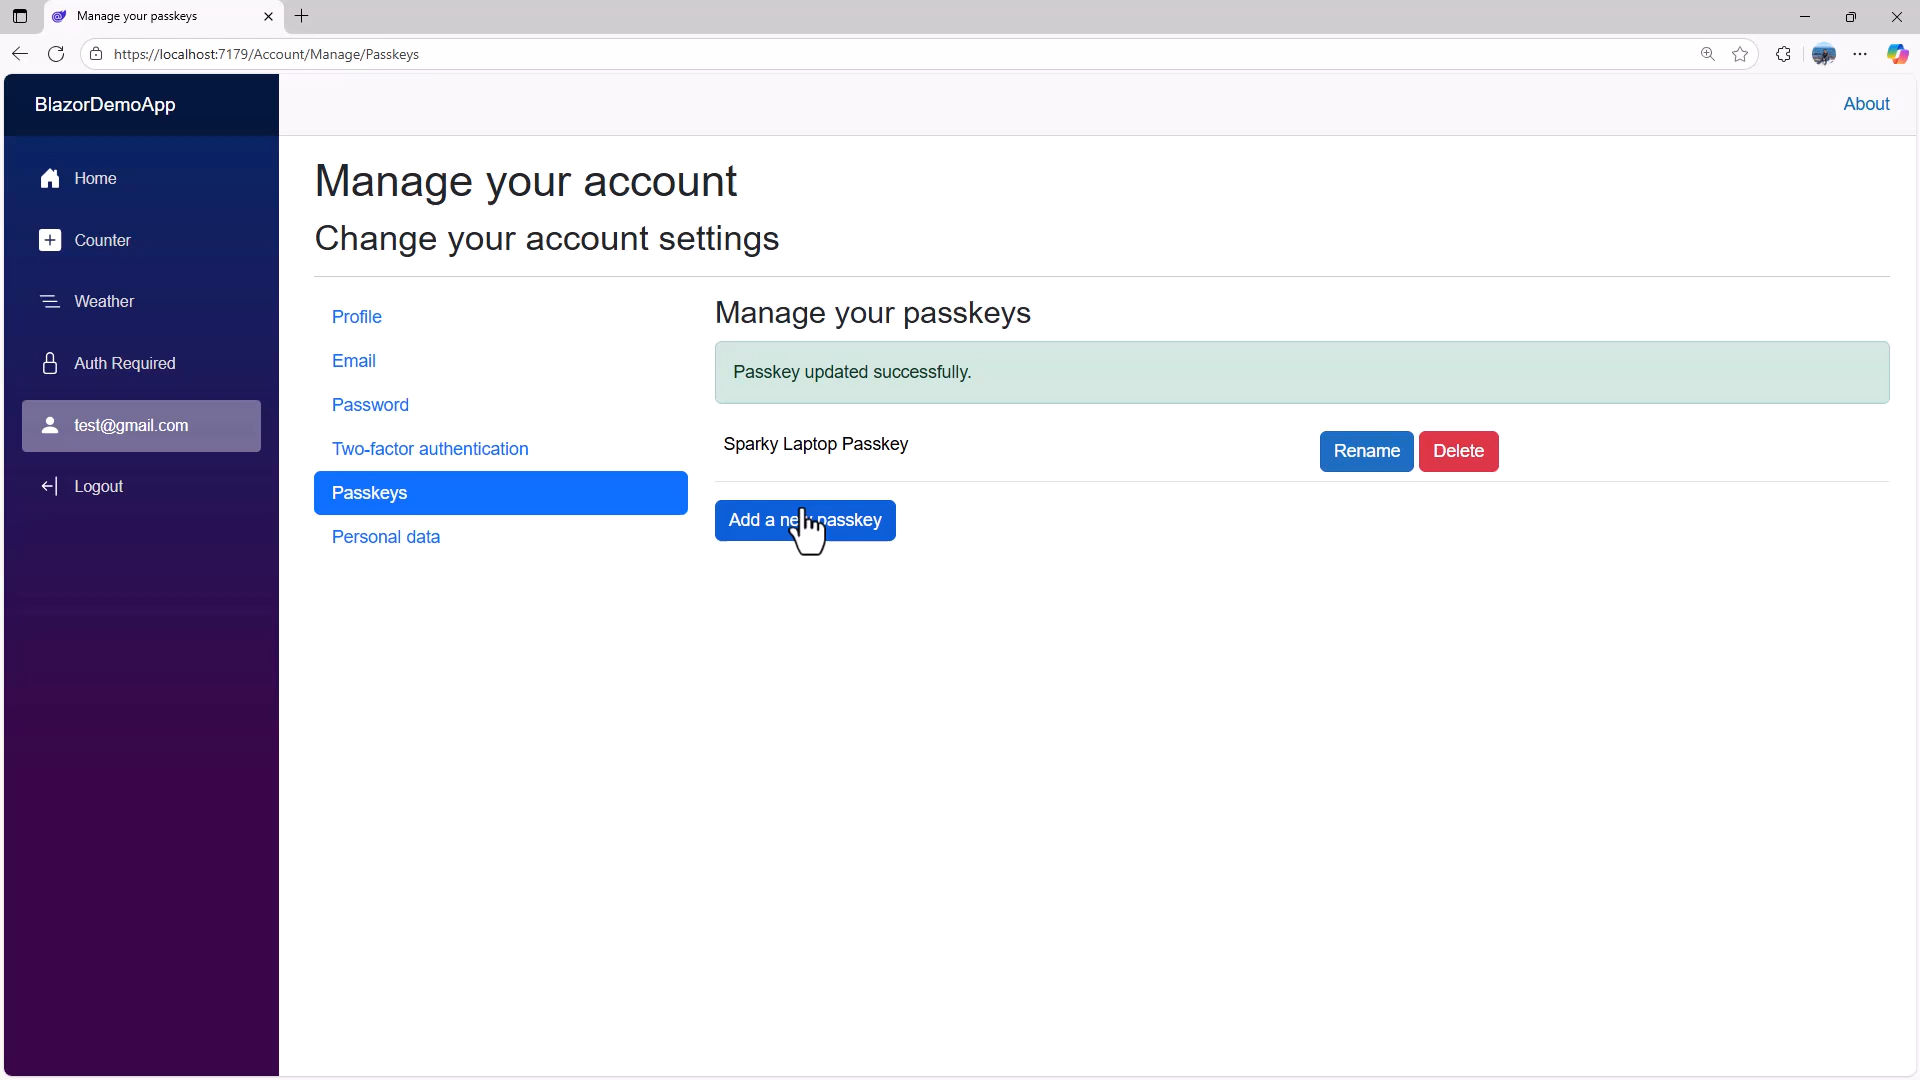 Manage your passkeys
https://localhost:7179/Account/Manage/Passkeys
BlazorDemoApp
About
Home
Counter
Weather
Auth Required
test@gmail.com
Logout
Manage your account
Change your account settings
Profile
Email
Password
Two-factor authentication
Passkeys
Personal data
Manage your passkeys
Passkey updated successfully.
Sparky Laptop Passkey
Rename
Delete
Add a new passkey